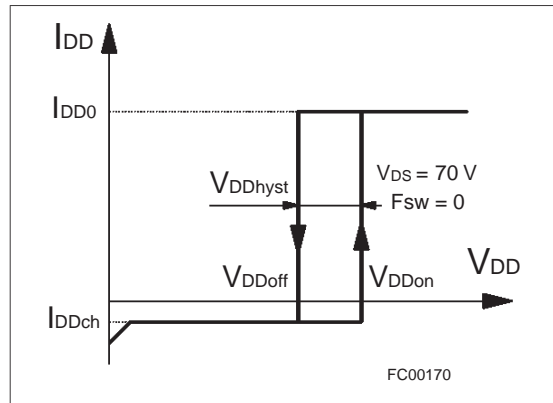 IDD
IDD0
VDDhyst
VDS = 70 V
Fsw = 0
VDDoff
VDDon
VDD
IDDch
FC00170